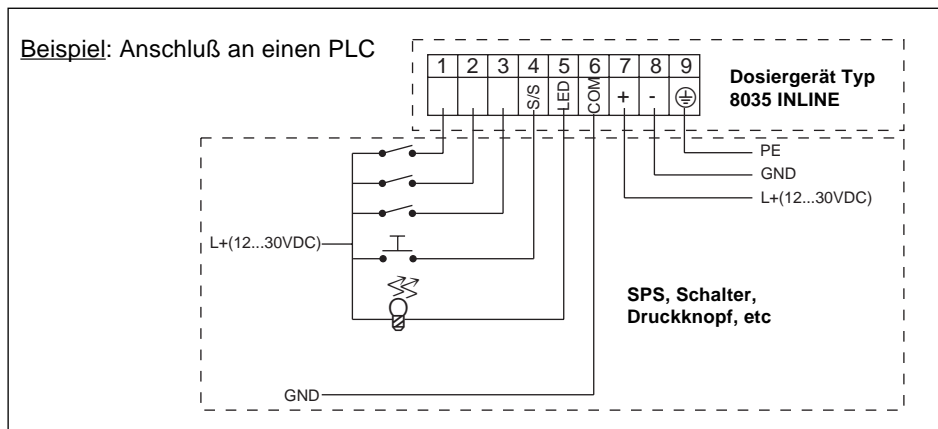 Beispiel: Anschluß an einen PLC
1 2 3 4 5 6 7 8 9
S/S LED COM + -
Dosiergerät Typ
8035 INLINE
PE
GND
L+(12...30VDC)
L+(12...30VDC)
SPS, Schalter,
Druckknopf, etc
GND